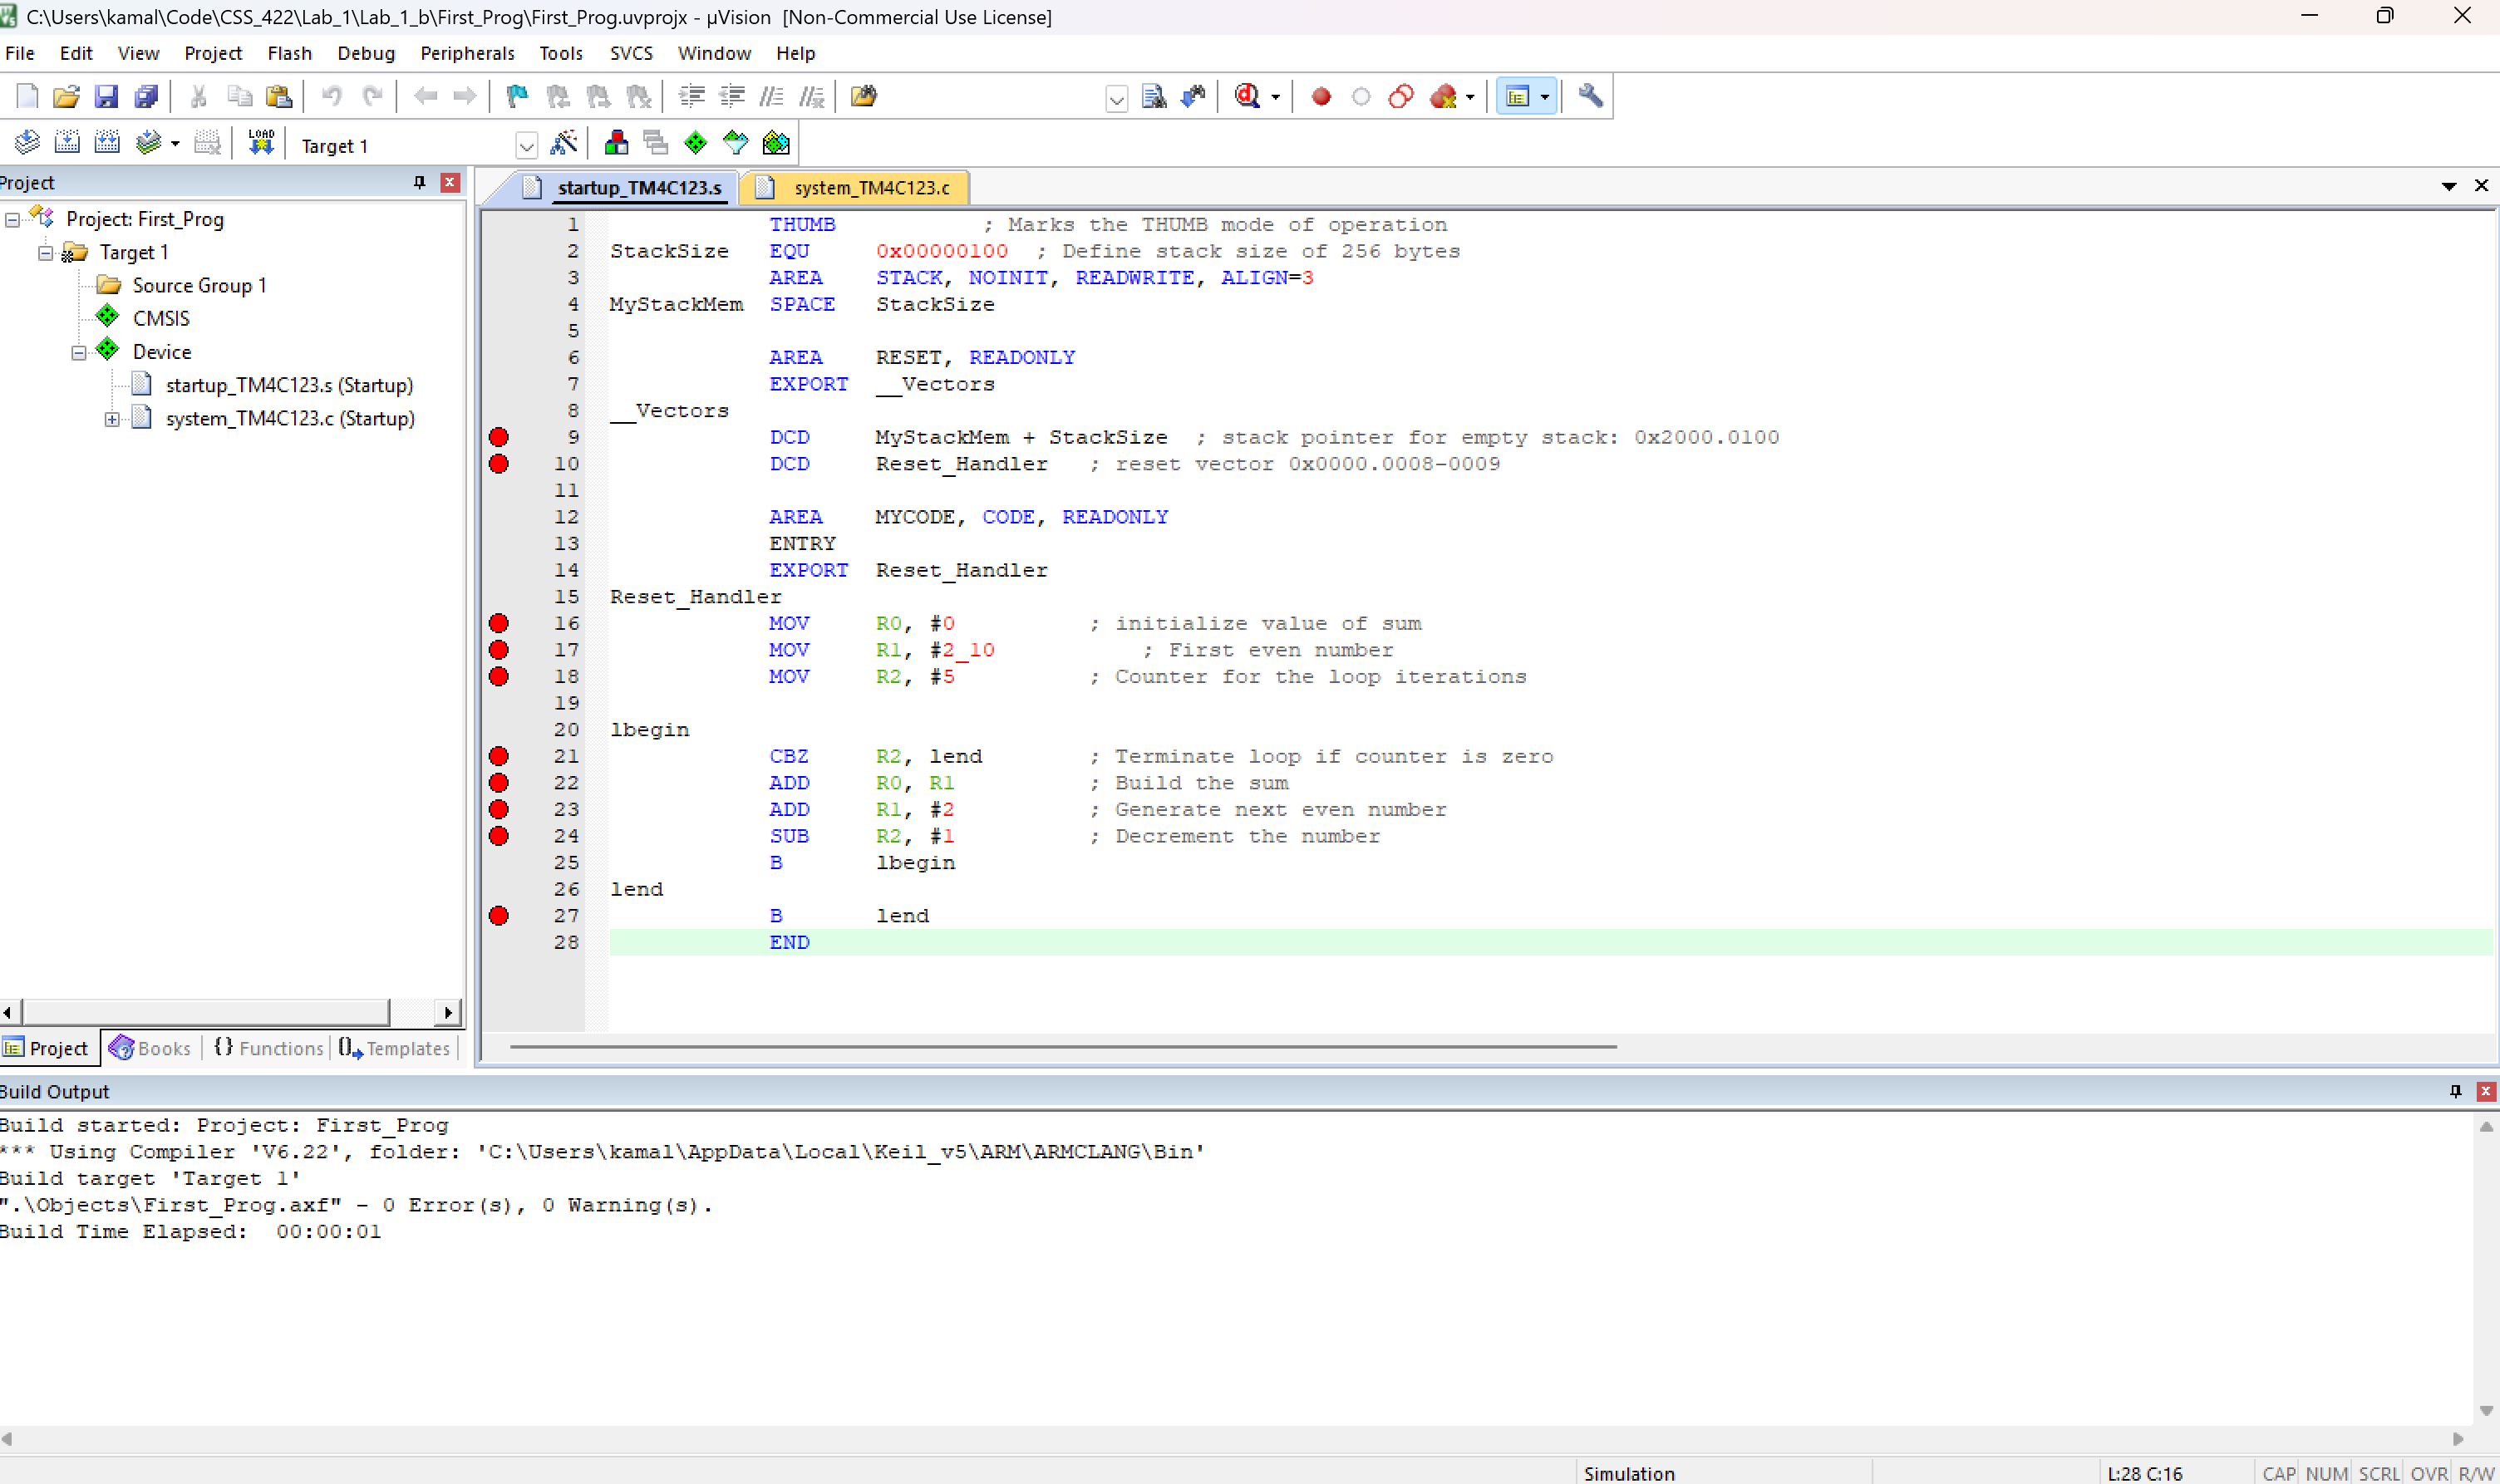 C:\Users\kamal\Code\CSS_422\Lab_1\Lab_1_b\First_Prog\First_Prog.uvprojx - µVision [Non-Commercial Use License]
File Edit View Project Flash Debug Peripherals Tools SVCS Window Help
LOAD
Target 1
Project
Project: First_Prog
Target 1
Source Group 1
CMSIS
Device
startup_TM4C123.s (Startup)
system_TM4C123.c (Startup)
Project Books Functions Templates
startup_TM4C123.s system_TM4C123.c
1 THUMB ; Marks the THUMB mode of operation
2 StackSize EQU 0x00000100 ; Define stack size of 256 bytes
3 AREA STACK, NOINIT, READWRITE, ALIGN=3
4 MyStackMem SPACE StackSize
5
6 AREA RESET, READONLY
7 EXPORT __Vectors
8 __Vectors
9 DCD MyStackMem + StackSize ; stack pointer for empty stack: 0x2000.0100
10 DCD Reset_Handler ; reset vector 0x0000.0008-0009
11
12 AREA MYCODE, CODE, READONLY
13 ENTRY
14 EXPORT Reset_Handler
15 Reset_Handler
16 MOV R0, #0 ; initialize value of sum
17 MOV R1, #2_10 ; First even number
18 MOV R2, #5 ; Counter for the loop iterations
19
20 lbegin
21 CBZ R2, lend ; Terminate loop if counter is zero
22 ADD R0, R1 ; Build the sum
23 ADD R1, #2 ; Generate next even number
24 SUB R2, #1 ; Decrement the number
25 B lbegin
26 lend
27 B lend
28 END
Build Output
Build started: Project: First_Prog
*** Using Compiler 'V6.22', folder: 'C:\Users\kamal\AppData\Local\Keil_v5\ARM\ARMCLANG\Bin'
Build target 'Target 1'
".\Objects\First_Prog.axf" - 0 Error(s), 0 Warning(s).
Build Time Elapsed: 00:00:01
Simulation L:28 C:16 CAP NUM SCRL OVR R/W